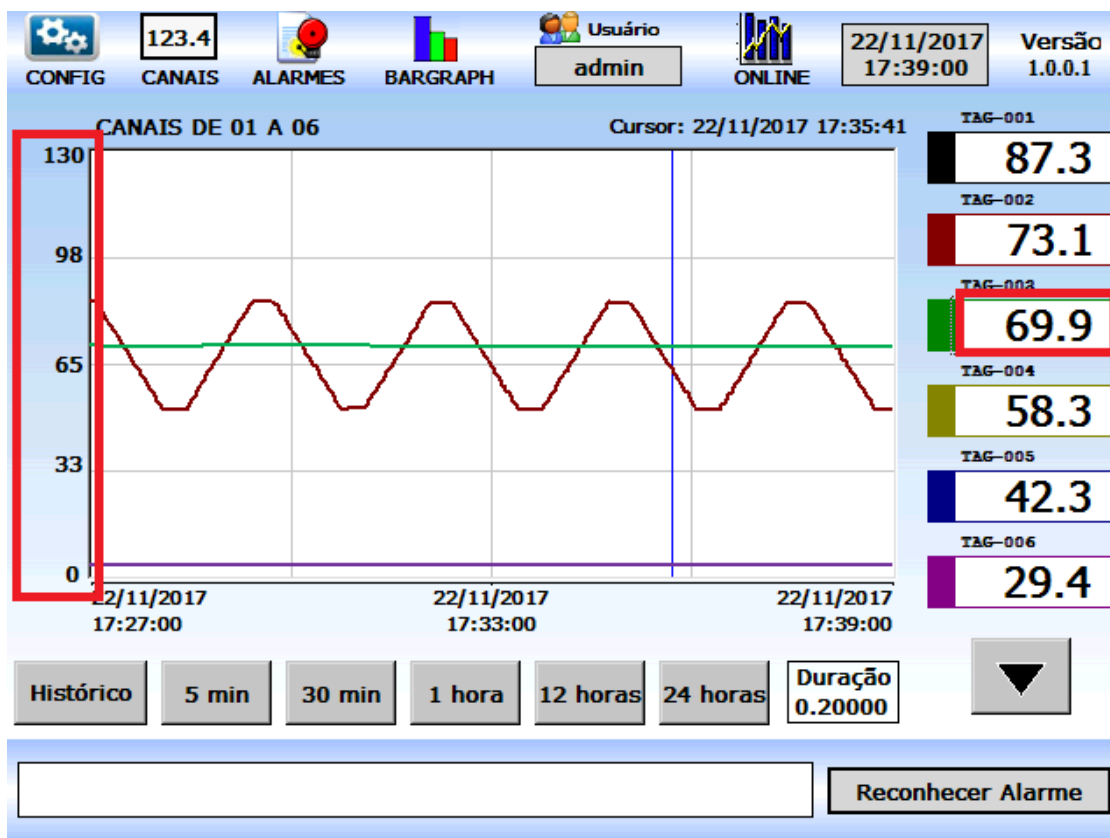 CONFIG
123.4
CANAIS
ALARMES
BARGRAPH
Usuário
admin
ONLINE
22/11/2017
17:39:00
Versão
1.0.0.1
CANAIS DE 01 A 06
Cursor: 22/11/2017 17:35:41
130
98
65
33
0
22/11/2017
17:27:00
22/11/2017
17:33:00
22/11/2017
17:39:00
TAG-001
87.3
TAG-002
73.1
TAG-003
69.9
TAG-004
58.3
TAG-005
42.3
TAG-006
29.4
Histórico
5 min
30 min
1 hora
12 horas
24 horas
Duração
0.20000
Reconhecer Alarme